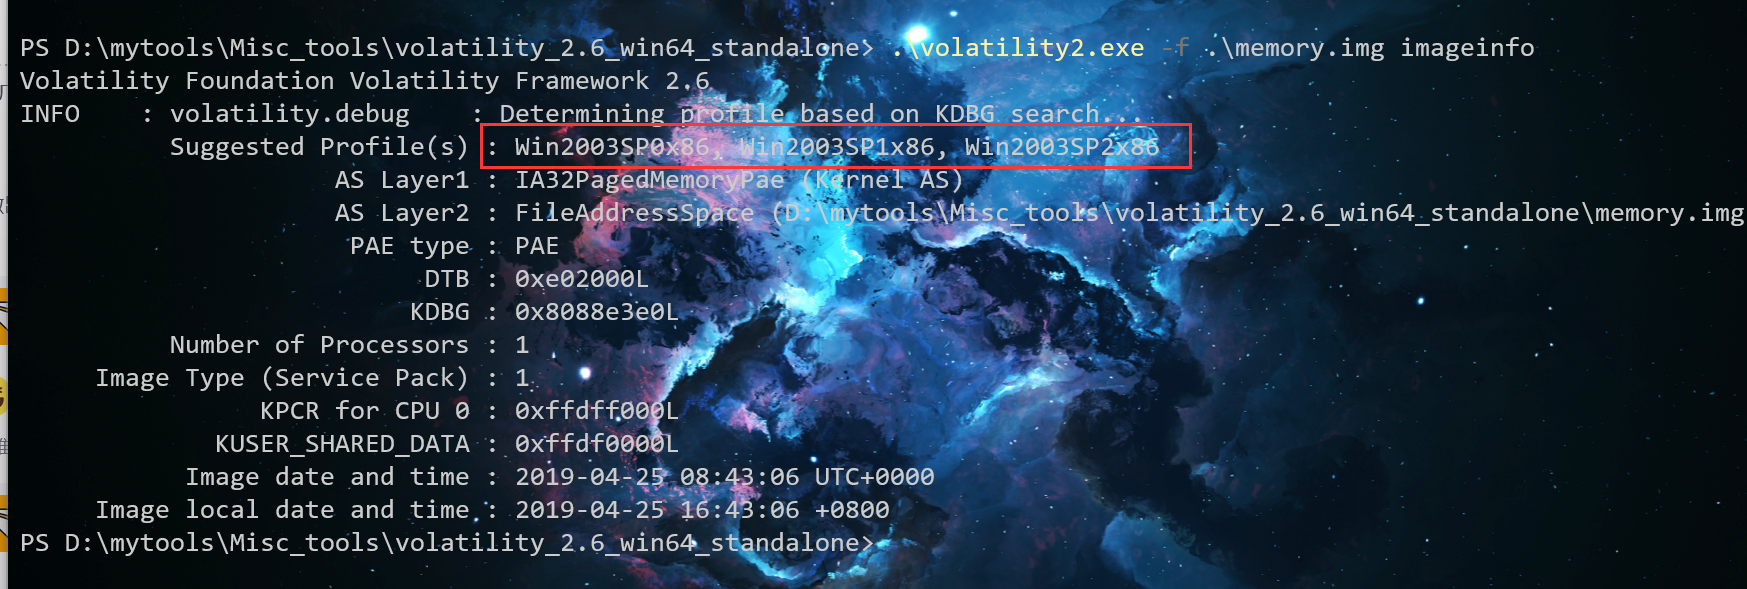 PS D:\mytools\Misc_tools\volatility_2.6_win64_standalone> .\volatility2.exe -f .\memory.img imageinfo
Volatility Foundation Volatility Framework 2.6
INFO    : volatility.debug    : Determining profile based on KDBG search...
Suggested Profile(s) : Win2003SP0x86, Win2003SP1x86, Win2003SP2x86
AS Layer1 : IA32PagedMemoryPae (Kernel AS)
AS Layer2 : FileAddressSpace (D:\mytools\Misc_tools\volatility_2.6_win64_standalone\memory.img
PAE type : PAE
DTB : 0xe02000L
KDBG : 0x8088e3e0L
Number of Processors : 1
Image Type (Service Pack) : 1
KPCR for CPU 0 : 0xffdff000L
KUSER_SHARED_DATA : 0xffdf0000L
Image date and time : 2019-04-25 08:43:06 UTC+0000
Image local date and time : 2019-04-25 16:43:06 +0800
PS D:\mytools\Misc_tools\volatility_2.6_win64_standalone>